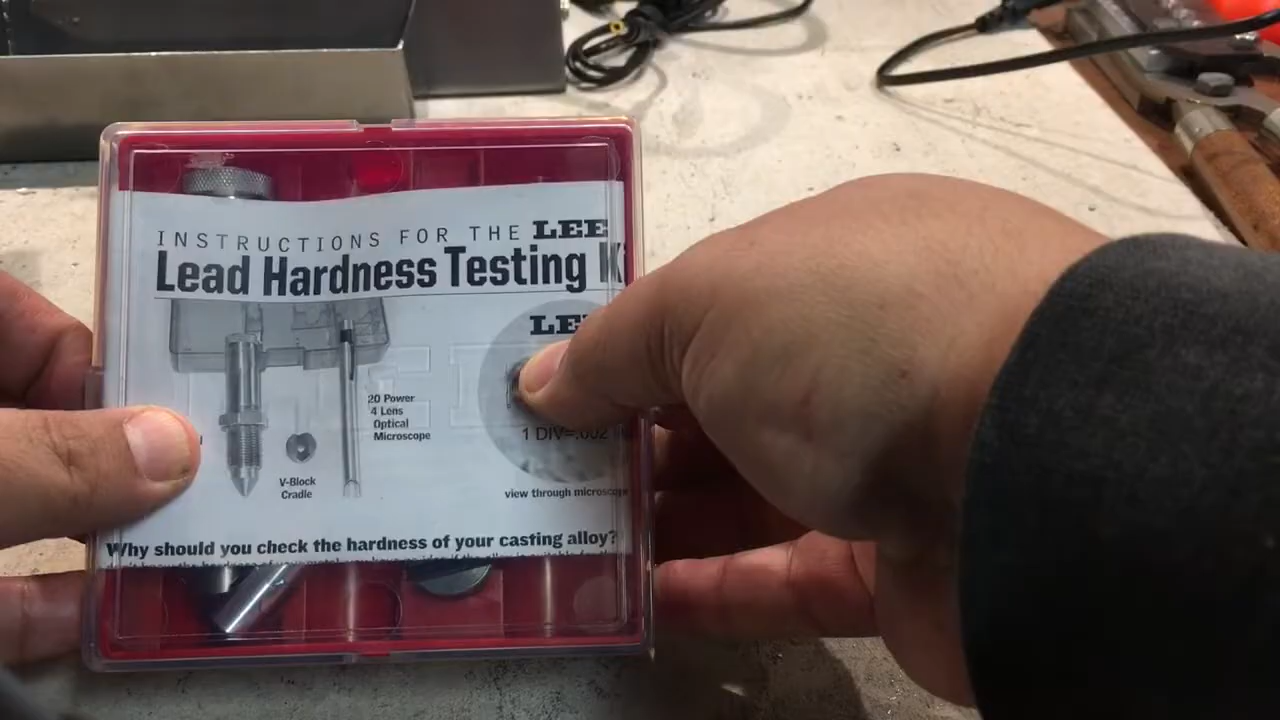 INSTRUCTIONS FOR THE LEE
Lead Hardness Testing
20 Power
4 Lens
Optical
Microscope
V-Block
Cradle
1 DIV=.002
view through microscope
Why should you check the hardness of your casting alloy?